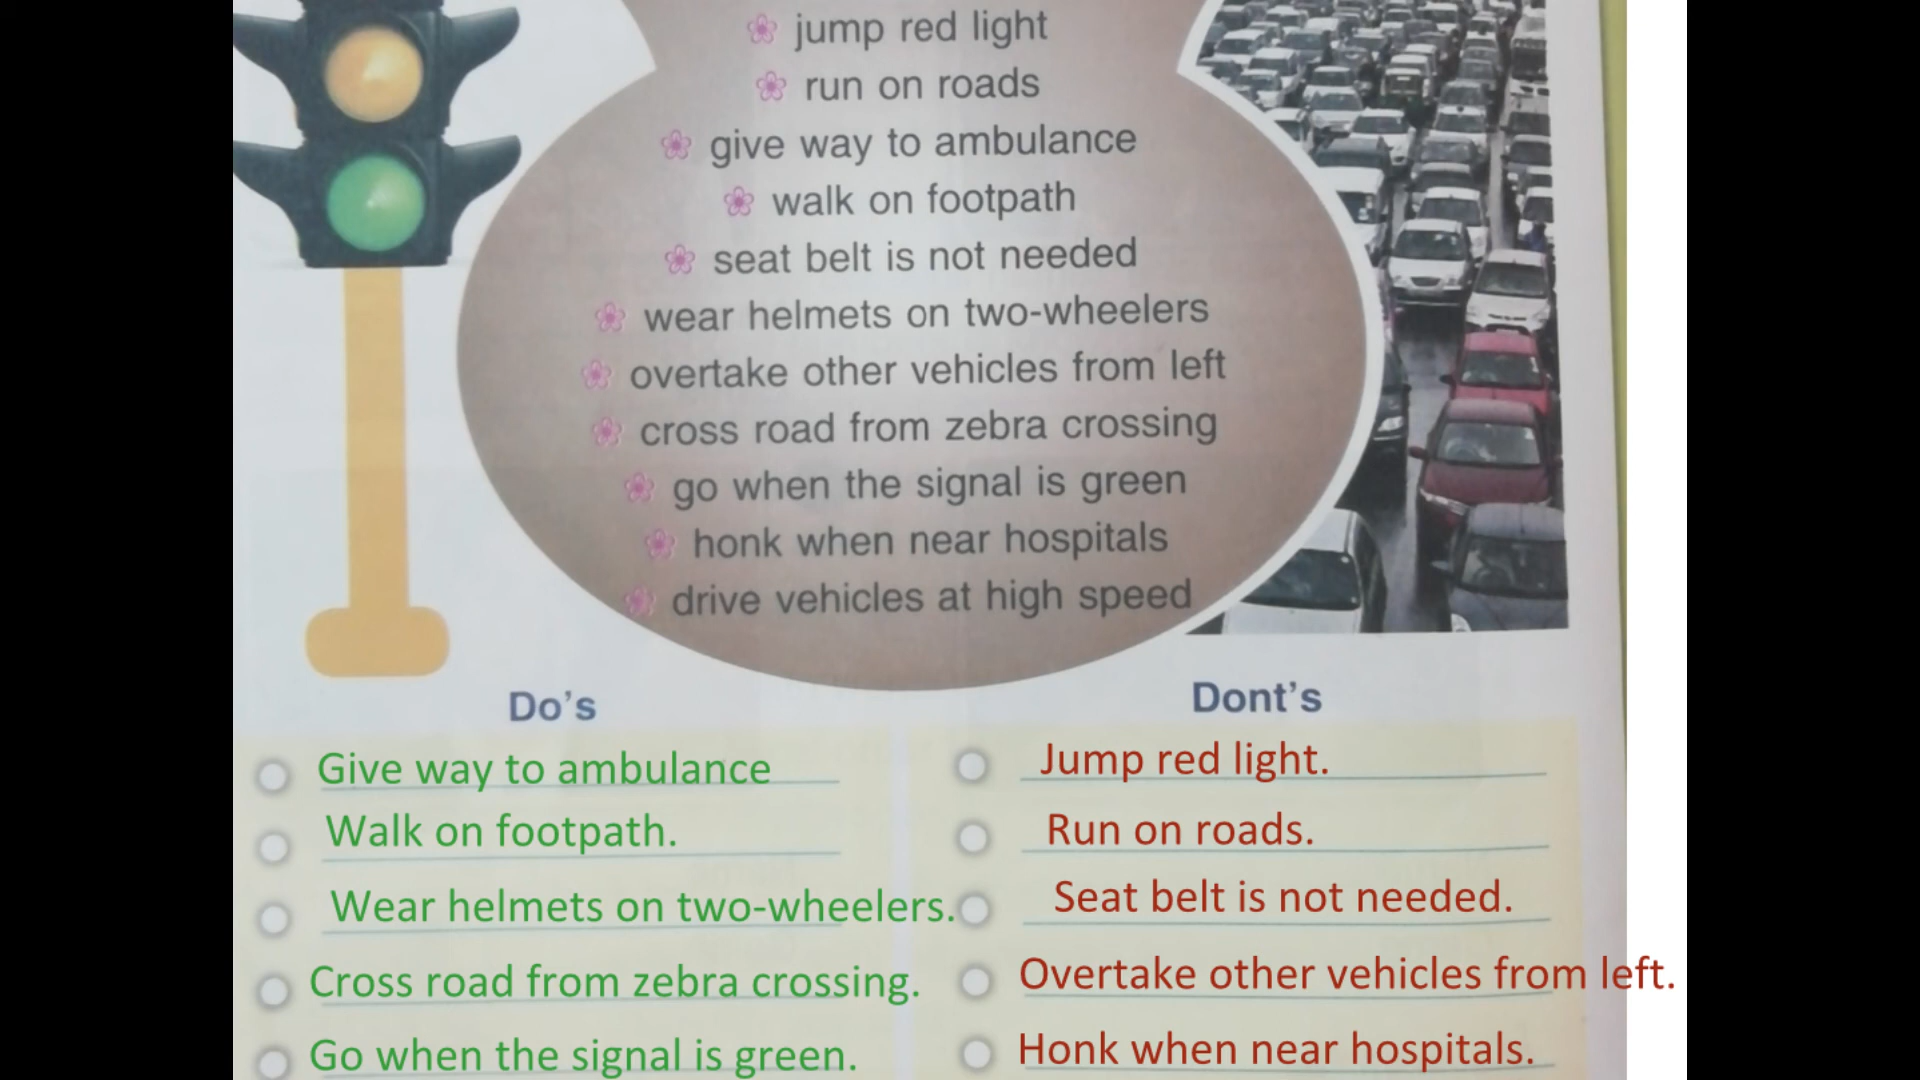 jump red light
run on roads
give way to ambulance
walk on footpath
seat belt is not needed
wear helmets on two-wheelers
overtake other vehicles from left
cross road from zebra crossing
go when the signal is green
honk when near hospitals
drive vehicles at high speed
Do's
Give way to ambulance
Walk on footpath.
Wear helmets on two-wheelers.
Cross road from zebra crossing.
Go when the signal is green.
Dont's
Jump red light.
Run on roads.
Seat belt is not needed.
Overtake other vehicles from left.
Honk when near hospitals.